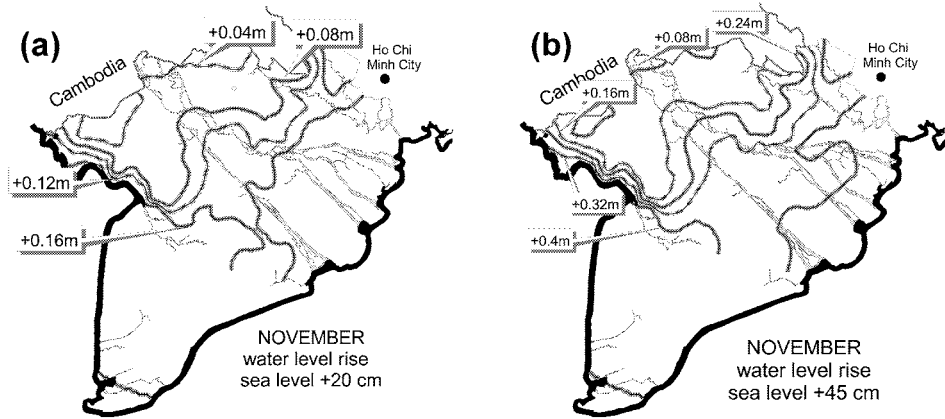 (a)
+0.04m
+0.08m
Ho Chi
Minh City
Cambodia
+0.12m
+0.16m
NOVEMBER
water level rise
sea level +20 cm
(b)
+0.24m
+0.08m
Ho Chi
Minh City
Cambodia
+0.16m
+0.32m
+0.4m
NOVEMBER
water level rise
sea level +45 cm